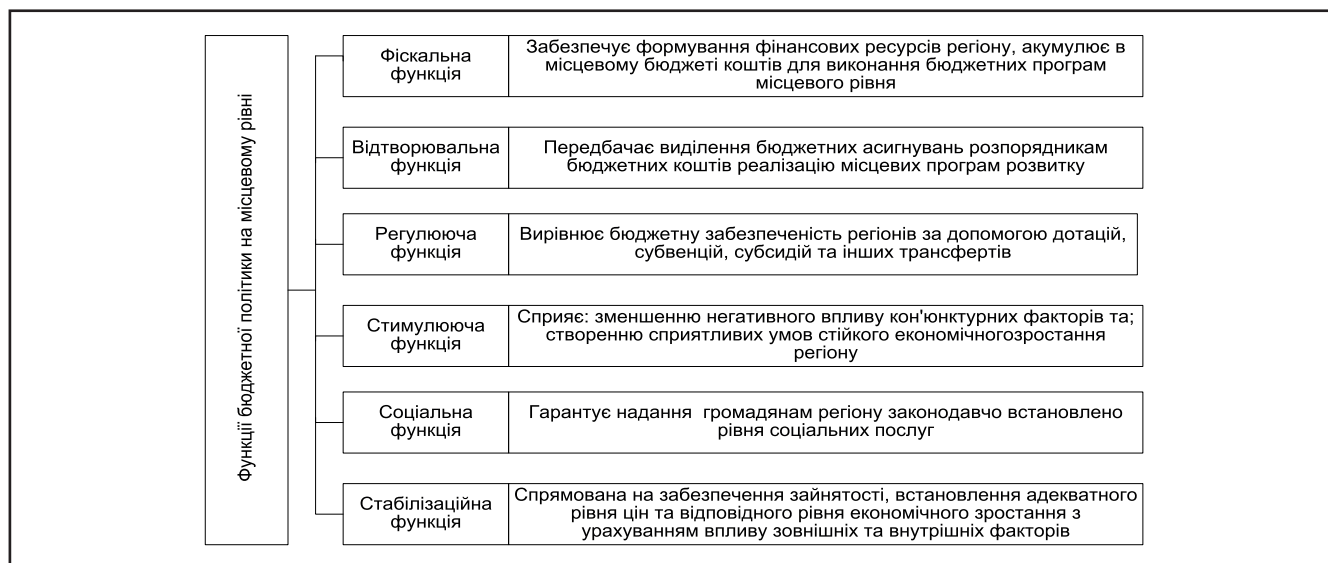 Функції бюджетної політики на місцевому рівні
Фіскальна
функція
Забезпечує формування фінансових ресурсів регіону, акумулює в
місцевому бюджеті коштів для виконання бюджетних програм
місцевого рівня
Відтворювальна
функція
Передбачає виділення бюджетних асигнувань розпорядникам
бюджетних коштів реалізацію місцевих програм розвитку
Регулююча
функція
Вирівнює бюджетну забезпеченість регіонів за допомогою дотацій,
субвенцій, субсидій та інших трансфертів
Стимулююча
функція
Сприяє: зменшенню негативного впливу кон'юнктурних факторів та;
створенню сприятливих умов стійкого економічногозростання
регіону
Соціальна
функція
Гарантує надання  громадянам регіону законодавчо встановлено
рівня соціальних послуг
Стабілізаційна
функція
Спрямована на забезпечення зайнятості, встановлення адекватного
рівня цін та відповідного рівня економічного зростання з
урахуванням впливу зовнішніх та внутрішніх факторів